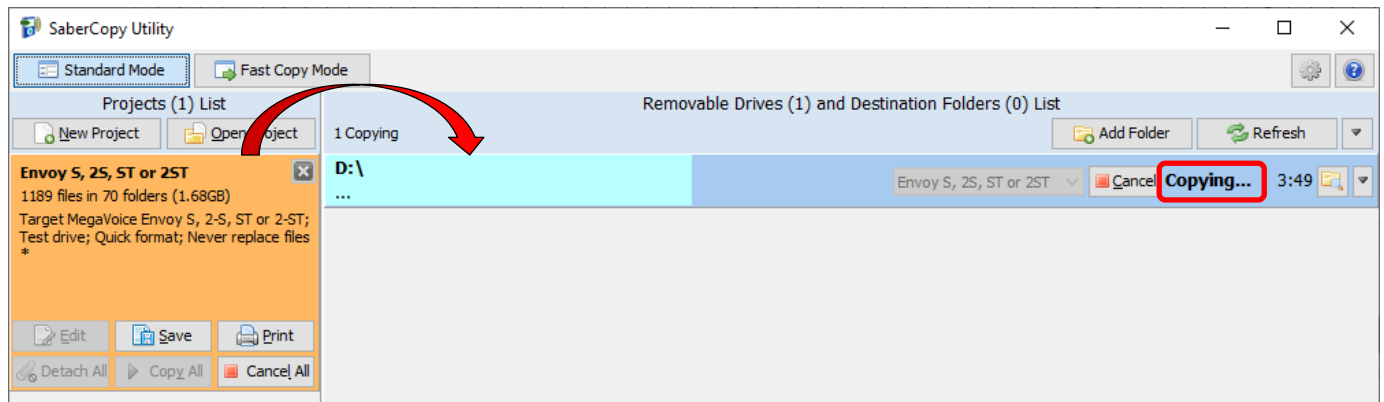 SaberCopy Utility
Standard Mode Fast Copy Mode
Projects (1) List Removable Drives (1) and Destination Folders (0) List
New Project Open Project 1 Copying Add Folder Refresh
Envoy S, 2S, ST or 2ST
1189 files in 70 folders (1.68GB)
Target MegaVoice Envoy S, 2-S, ST or 2-ST;
Test drive; Quick format; Never replace files
*
D:\
...
Envoy S, 2S, ST or 2ST Cancel Copying... 3:49
Edit Save Print
Detach All Copy All Cancel All